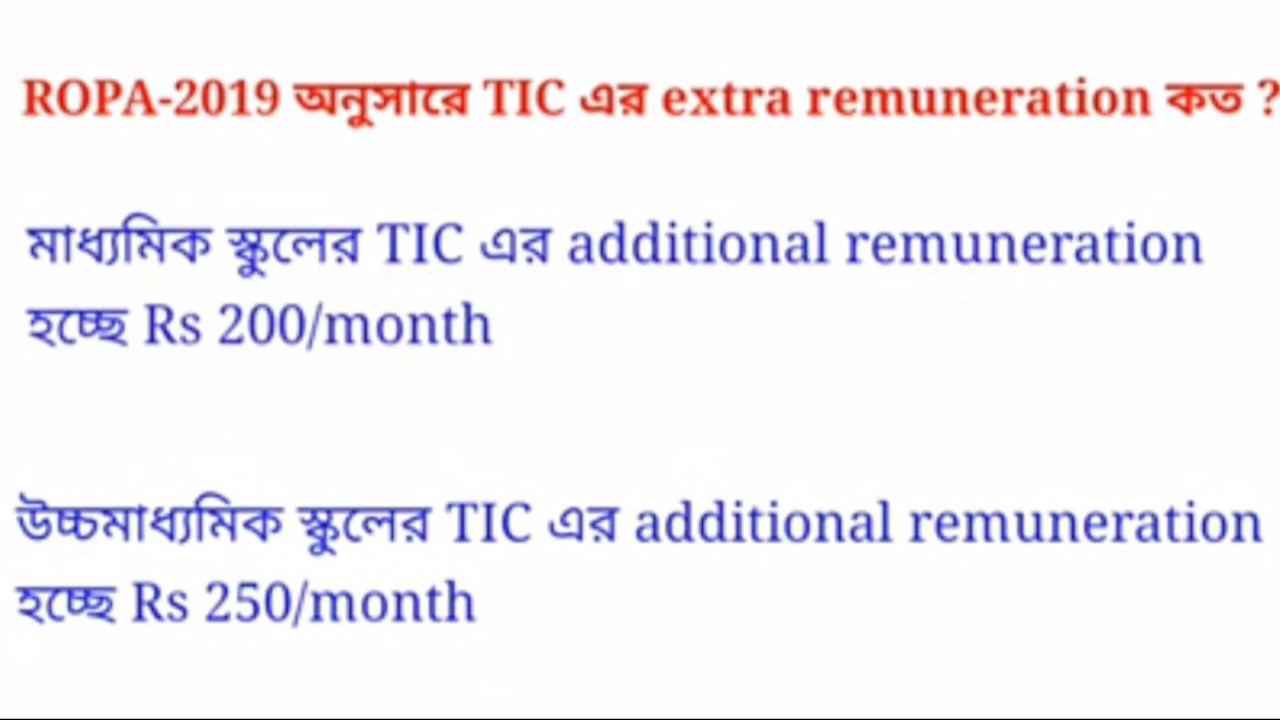 ROPA-2019 অনুসারে TIC এর extra remuneration কত ?
মাধ্যমিক স্কুলের TIC এর additional remuneration
হচ্ছে Rs 200/month
উচ্চমাধ্যমিক স্কুলের TIC এর additional remuneration
হচ্ছে Rs 250/month